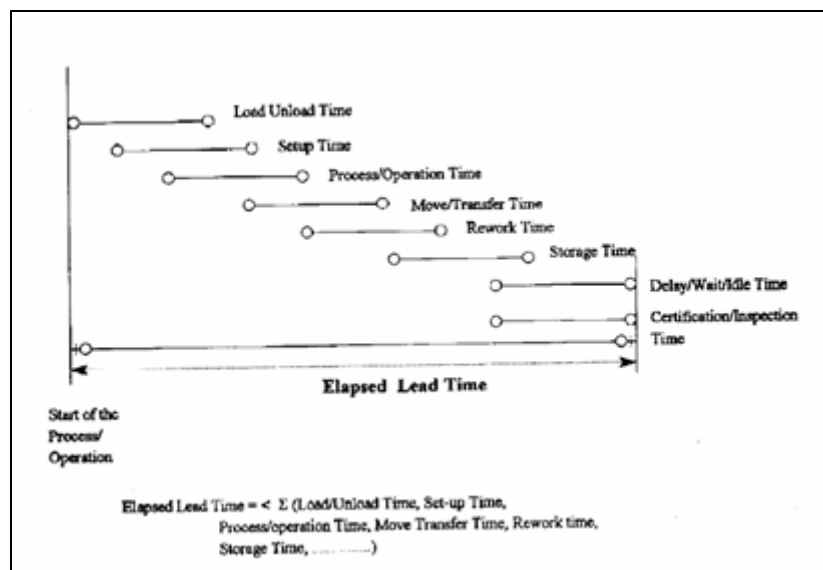 Load Unload Time
Setup Time
Process/Operation Time
Move/Transfer Time
Rework Time
Storage Time
Delay/Wait/Idle Time
Certification/Inspection
Time
Elapsed Lead Time
Start of the
Process/
Operation
Elapsed Lead Time = < Σ (Load/Unload Time, Set-up Time,
Process/operation Time, Move Transfer Time, Rework time,
Storage Time, ............)